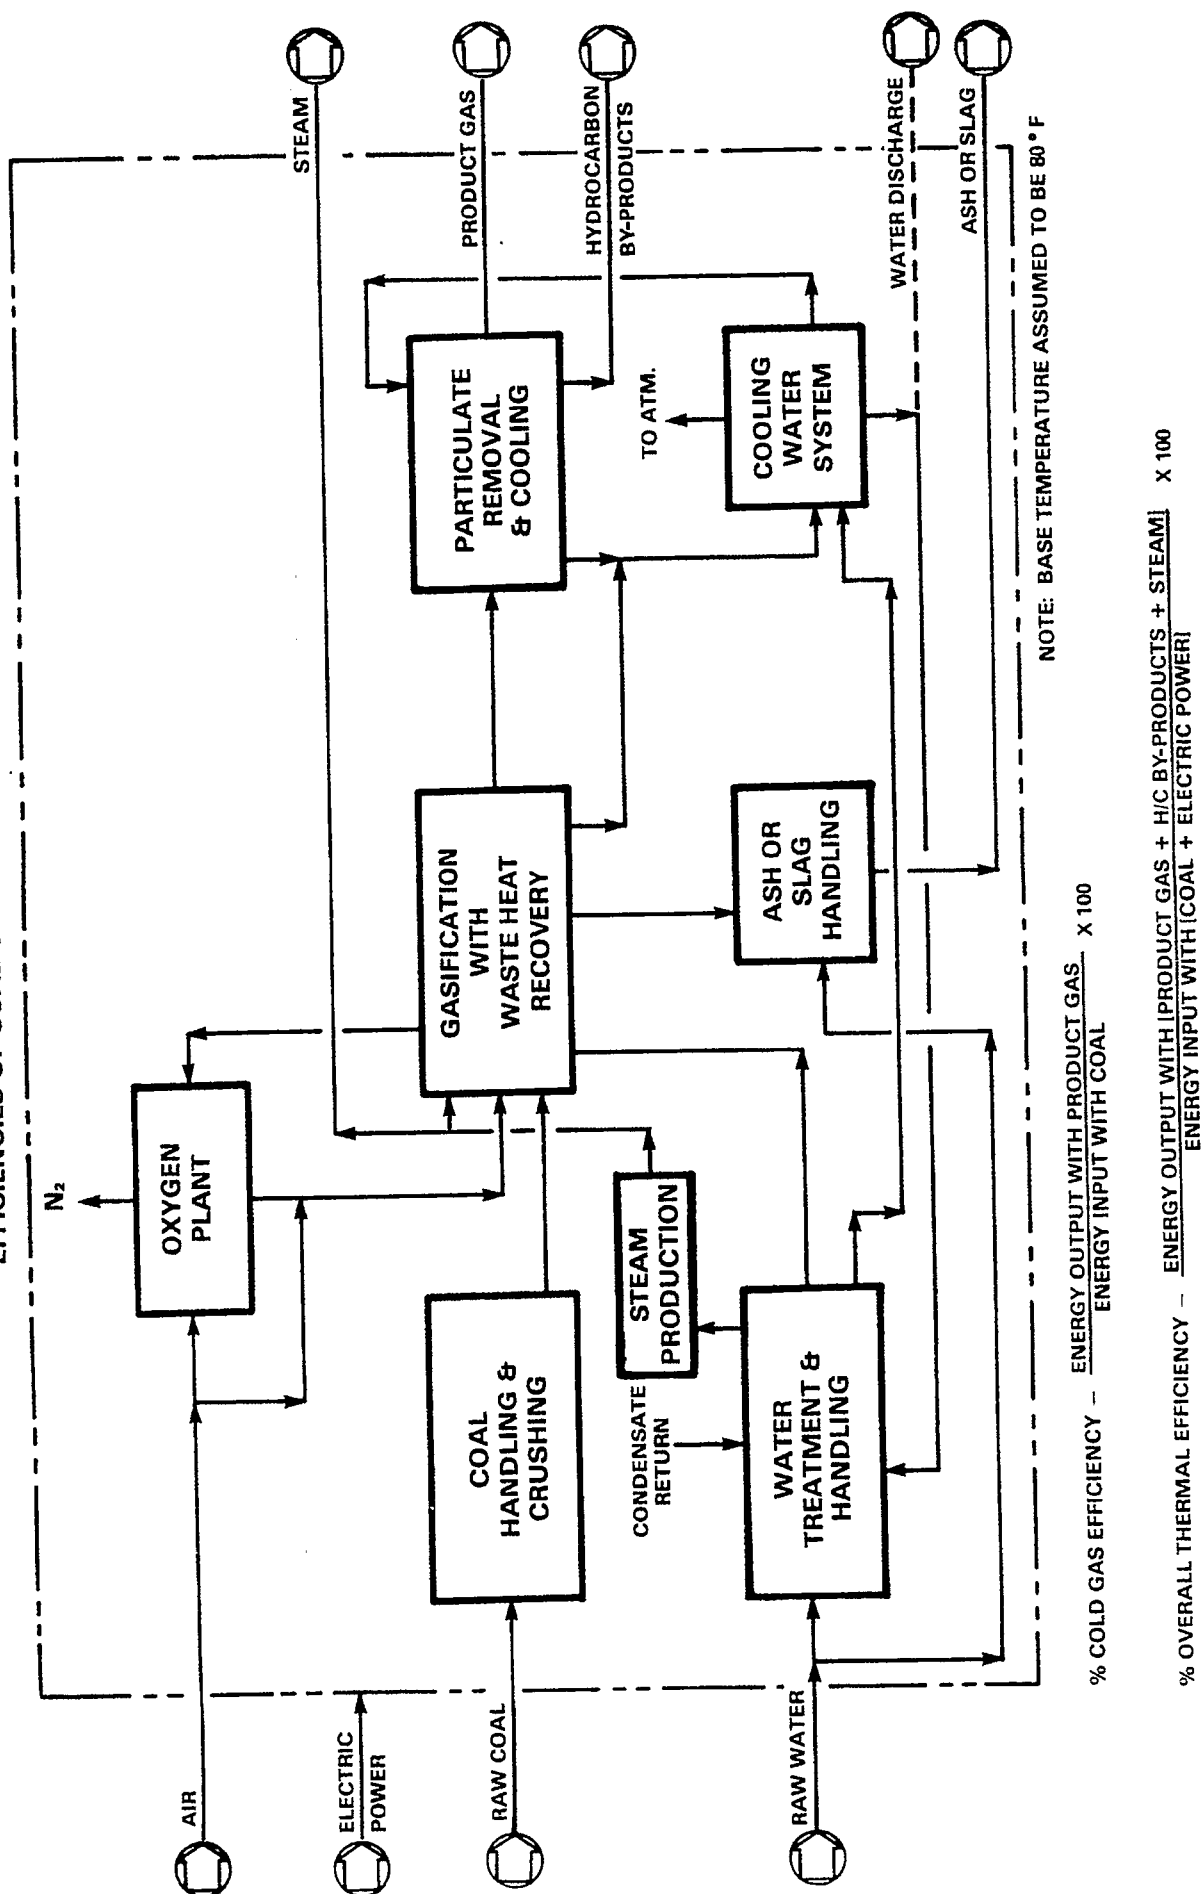 N₂
AIR
OXYGEN
PLANT
STEAM
ELECTRIC
POWER
RAW COAL
COAL
HANDLING &
CRUSHING
GASIFICATION
WITH
WASTE HEAT
RECOVERY
PARTICULATE
REMOVAL
& COOLING
PRODUCT GAS
HYDROCARBON
BY-PRODUCTS
CONDENSATE
RETURN
STEAM
PRODUCTION
TO ATM.
RAW WATER
WATER
TREATMENT &
HANDLING
ASH OR
SLAG
HANDLING
COOLING
WATER
SYSTEM
WATER DISCHARGE
ASH OR SLAG
NOTE: BASE TEMPERATURE ASSUMED TO BE 80°F
% COLD GAS EFFICIENCY – ENERGY OUTPUT WITH PRODUCT GAS X 100
ENERGY INPUT WITH COAL
% OVERALL THERMAL EFFICIENCY – ENERGY OUTPUT WITH [PRODUCT GAS + H/C BY-PRODUCTS + STEAM] X 100
ENERGY INPUT WITH [COAL + ELECTRIC POWER]